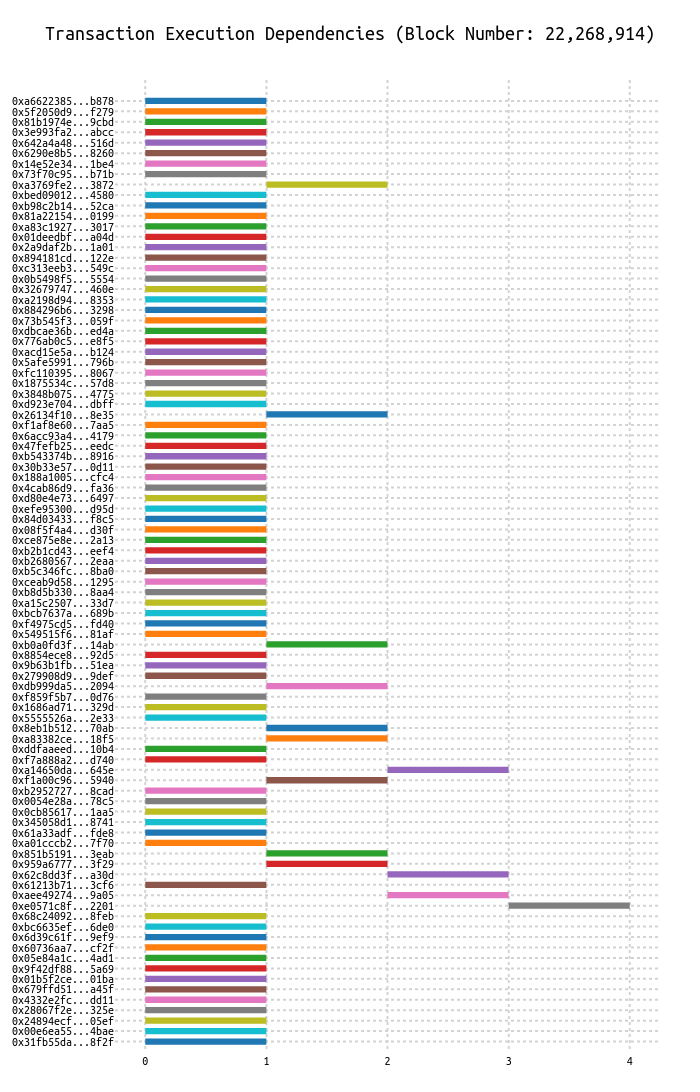 Transaction Execution Dependencies (Block Number: 22,268,914)
0xa6622385...b878
0x5f2050d9...f279
0x81b1974e...9cbd
0x3e993fa2...abcc
0x642a4a48...516d
0x6290e8b5...8260
0x14e52e34...1be4
0x73f70c95...b71b
0xa3769fe2...3872
0xbed09012...4580
0xb98c2b14...52ca
0x81a22154...0199
0xa83c1927...3017
0x01deedbf...a04d
0x2a9daf2b...1a01
0x894181cd...122e
0xc313eeb3...549c
0x0b5498f5...5554
0x32679747...460e
0xa2198d94...8353
0x884296b6...3298
0x73b545f3...059f
0xdbcae36b...ed4a
0x776ab0c5...e8f5
0xacd15e5a...b124
0x5afe5991...796b
0xfc110395...8067
0x1875534c...57d8
0x3848b075...4775
0xd923e704...dbff
0x26134f10...8e35
0xf1af8e60...7aa5
0x6acc93a4...4179
0x47fefb25...eedc
0xb543374b...8916
0x30b33e57...0d11
0x188a1005...cfc4
0x4cab86d9...fa36
0xd80e4e73...6497
0xefe95300...d95d
0x84d03433...f8c5
0x08f5f4a4...d30f
0xce875e8e...2a13
0xb2b1cd43...eef4
0xb2680567...2eaa
0xb5c346fc...8ba0
0xceab9d58...1295
0xb8d5b330...8aa4
0xa15c2507...33d7
0xbcb7637a...689b
0xf4975cd5...fd40
0x549515f6...81af
0xb0a0fd3f...14ab
0x8854ece8...92d5
0x9b63b1fb...51ea
0x279908d9...9def
0xdb999da5...2094
0xf859f5b7...0d76
0x1686ad71...329d
0x5555526a...2e33
0x8eb1b512...70ab
0xa83382ce...18f5
0xddfaaeed...10b4
0xf7a888a2...d740
0xa14650da...645e
0xf1a00c96...5940
0xb2952727...8cad
0x0054e28a...78c5
0x0cb85617...1aa5
0x345058d1...8741
0x61a33adf...fde8
0xa01cccb2...7f70
0x851b5191...3eab
0x959a6777...3f29
0x62c8dd3f...a30d
0x61213b71...3cf6
0xaee49274...9a05
0xe0571c8f...2201
0x68c24092...8feb
0xbc6635ef...6de0
0x6d39c61f...9ef9
0x60736aa7...cf2f
0x05e84a1c...4ad1
0x9f42df88...5a69
0x01b5f2ce...01ba
0x679ffd51...a45f
0x4332e2fc...dd11
0x28067f2e...325e
0x24894ecf...05ef
0x00e6ea55...4bae
0x31fb55da...8f2f
0 1 2 3 4